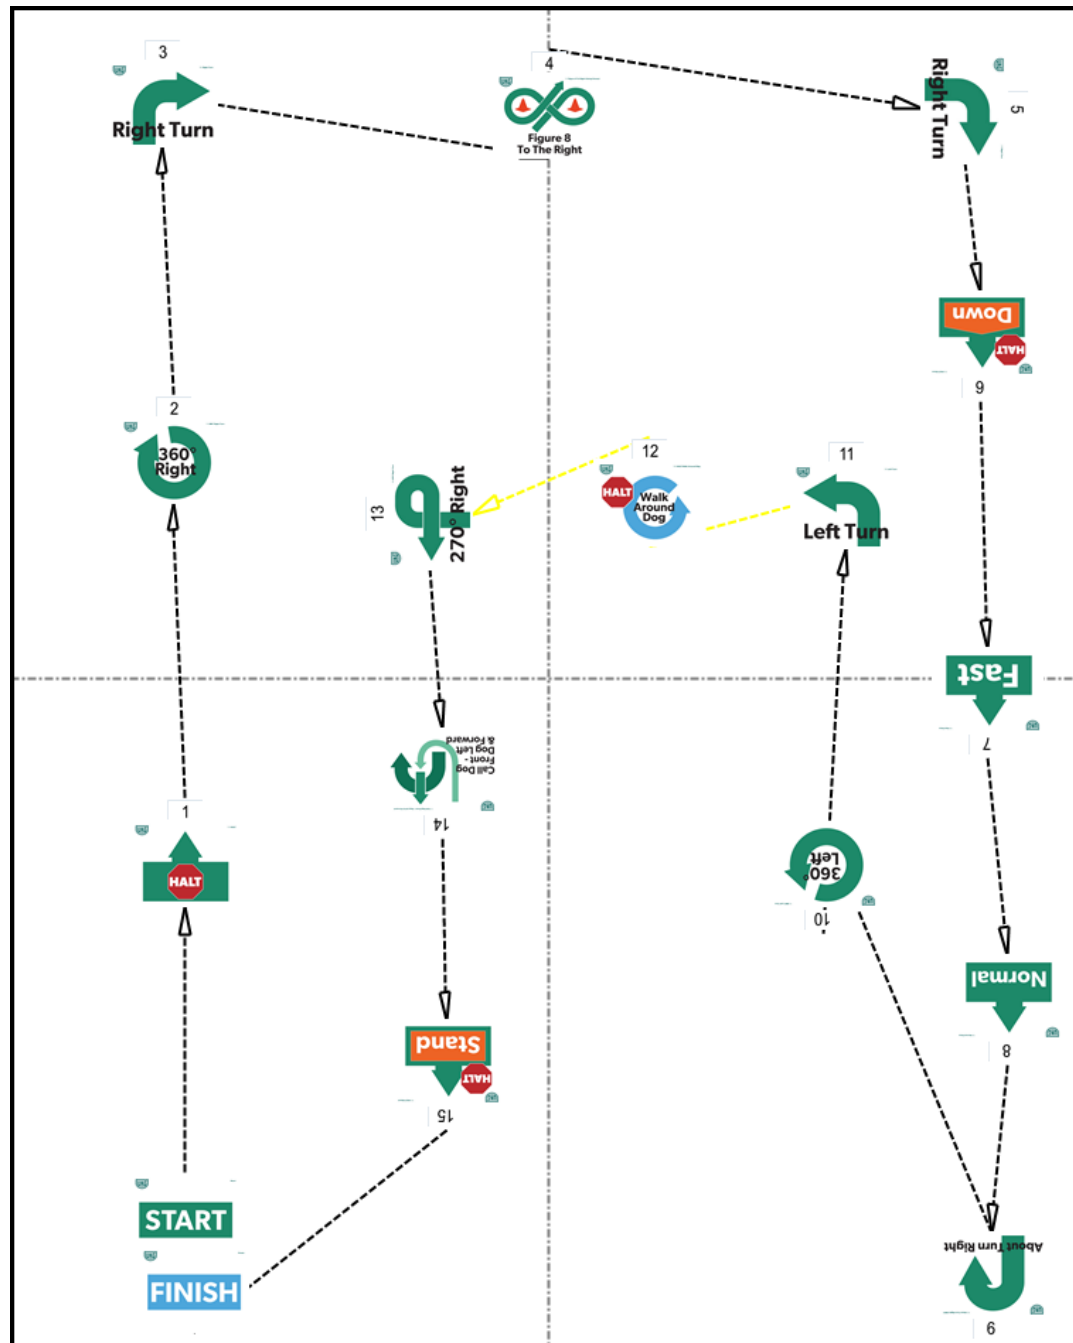 3
Right Turn
4
Figure 8
To The Right
Right Turn
5
Down
HALT
6
2
360°
Right
12
HALT
Walk
Around
Dog
11
Left Turn
13
270° Right
Fast
7
Call Dog
Front -
Dog Left
& Forward
14
1
HALT
360°
Left
10
Normal
8
Stand
HALT
15
START
FINISH
About Turn Right
9